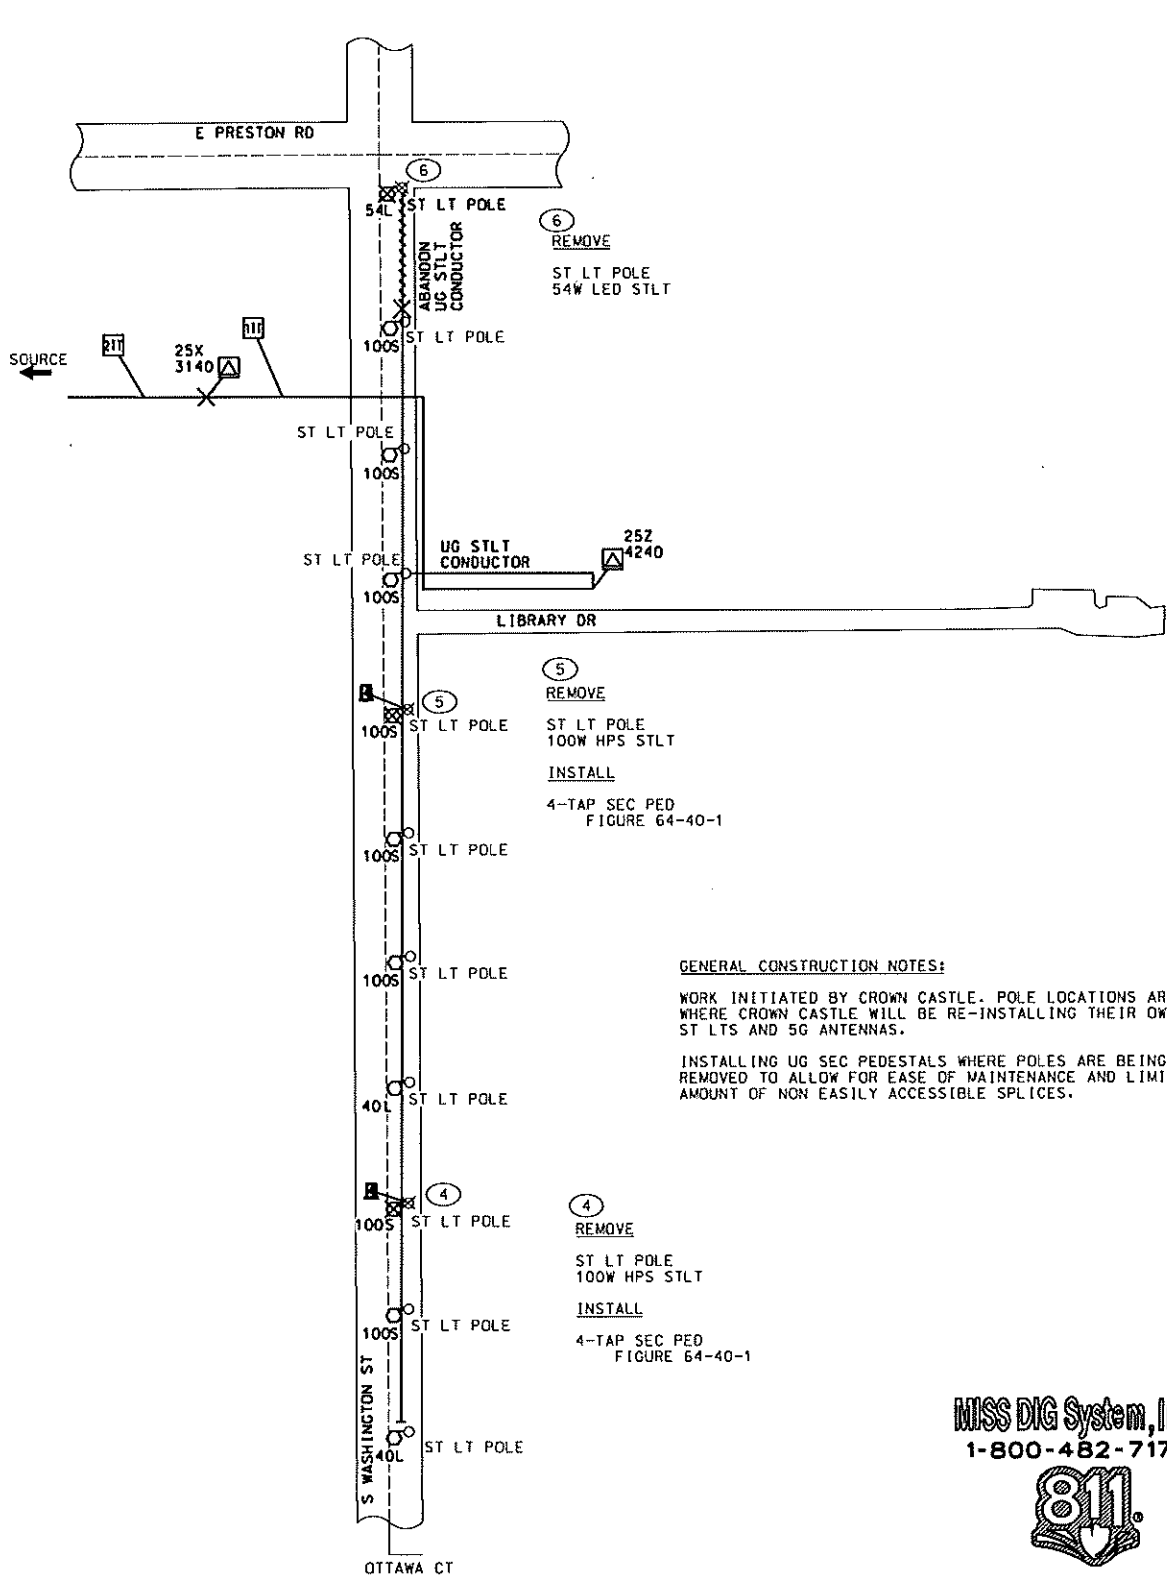 E PRESTON RD
6
54L ST LT POLE
ABANDON
UG STLT
CONDUCTOR
6
REMOVE
ST LT POLE
54W LED STLT
100S ST LT POLE
SOURCE
25X
3140
ST LT POLE
100S
ST LT POLE
100S
UG STLT
CONDUCTOR
25Z
4240
LIBRARY DR
5
100S ST LT POLE
5
REMOVE
ST LT POLE
100W HPS STLT
INSTALL
4-TAP SEC PED
FIGURE 64-40-1
100S ST LT POLE
100S ST LT POLE
GENERAL CONSTRUCTION NOTES:
WORK INITIATED BY CROWN CASTLE. POLE LOCATIONS AR
WHERE CROWN CASTLE WILL BE RE-INSTALLING THEIR OW
ST LTS AND 5G ANTENNAS.
INSTALLING UG SEC PEDESTALS WHERE POLES ARE BEING
REMOVED TO ALLOW FOR EASE OF MAINTENANCE AND LIMI
AMOUNT OF NON EASILY ACCESSIBLE SPLICES.
40L ST LT POLE
4
100S ST LT POLE
4
REMOVE
ST LT POLE
100W HPS STLT
INSTALL
4-TAP SEC PED
FIGURE 64-40-1
100S ST LT POLE
S WASHINGTON ST
40L ST LT POLE
OTTAWA CT
MISS DIG System, I
1-800-482-717
811